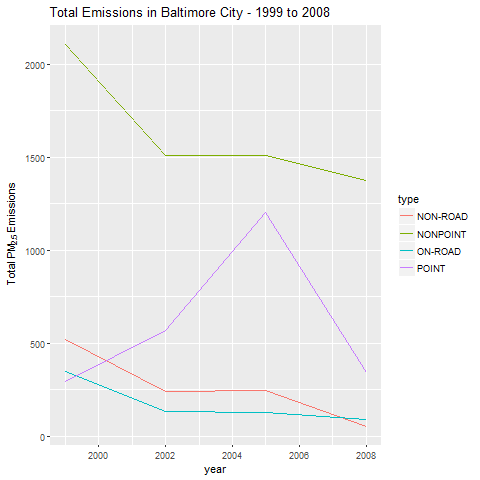 Total Emissions in Baltimore City - 1999 to 2008
Total PM2.5 Emissions
2000
1500
1000
500
0
2000
2002
2004
2006
2008
year
type
NON-ROAD
NONPOINT
ON-ROAD
POINT